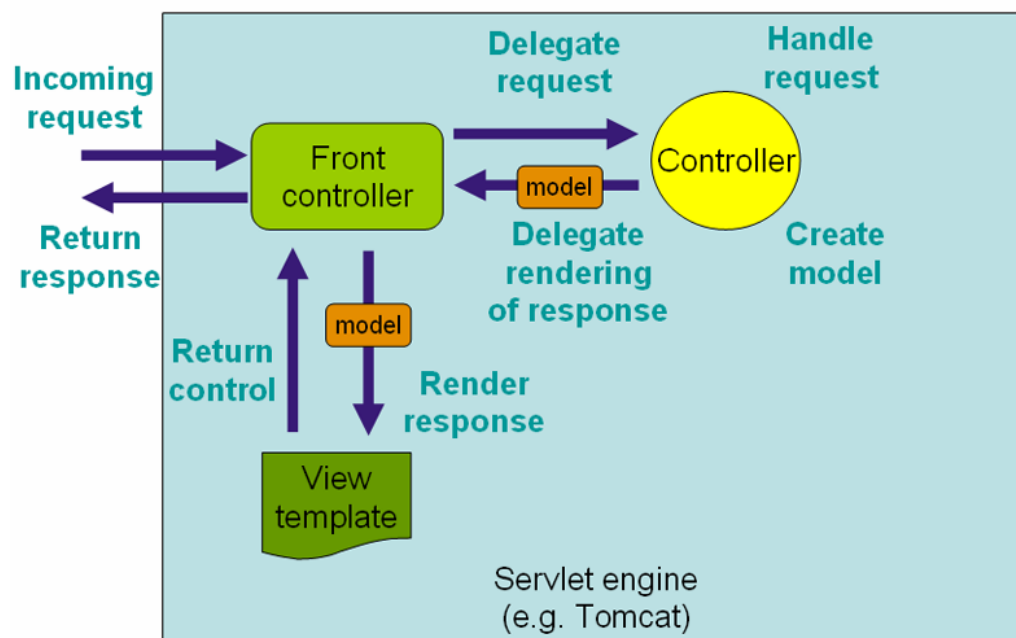 Incoming
request
Return
response
Front
controller
Delegate
request
Handle
request
Controller
model
Delegate
rendering
of response
Create
model
model
Return
control
Render
response
View
template
Servlet engine
(e.g. Tomcat)